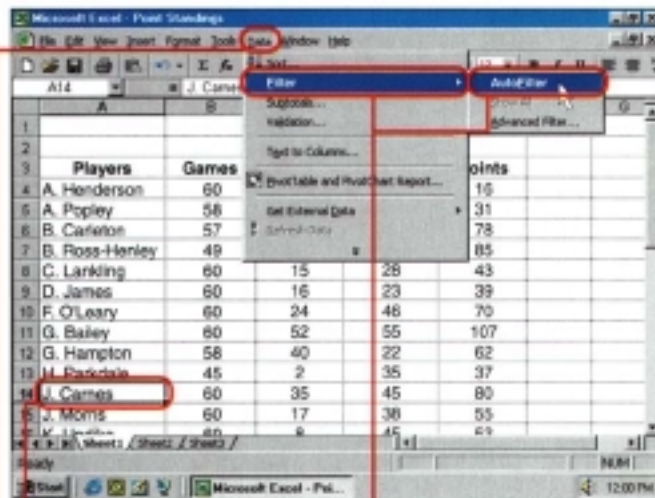 Microsoft Excel - Point Standings
File Edit View Insert Format Tools Data Window Help
Sort...
A14 J. Carnes
Filter AutoFilter
Subtotals... Show All
Validation... Advanced Filter...
Text to Columns...
PivotTable and PivotChart Report...
Get External Data
Refresh Data
A B G
1
2
3 Players Games oints
4 A. Henderson 60 16
5 A. Popley 58 31
6 B. Carleton 57 78
7 B. Ross-Henley 49 85
8 C. Lankling 60 15 28 43
9 D. James 60 16 23 39
10 F. O'Leary 60 24 46 70
11 G. Bailey 60 52 55 107
12 G. Hampton 58 40 22 62
13 H. Parkdale 45 2 35 37
14 J. Carnes 60 35 45 80
15 J. Morris 60 17 38 55
Sheet1 Sheet2 Sheet3
Ready NUM
Start Microsoft Excel - Poi... 12:00 PM